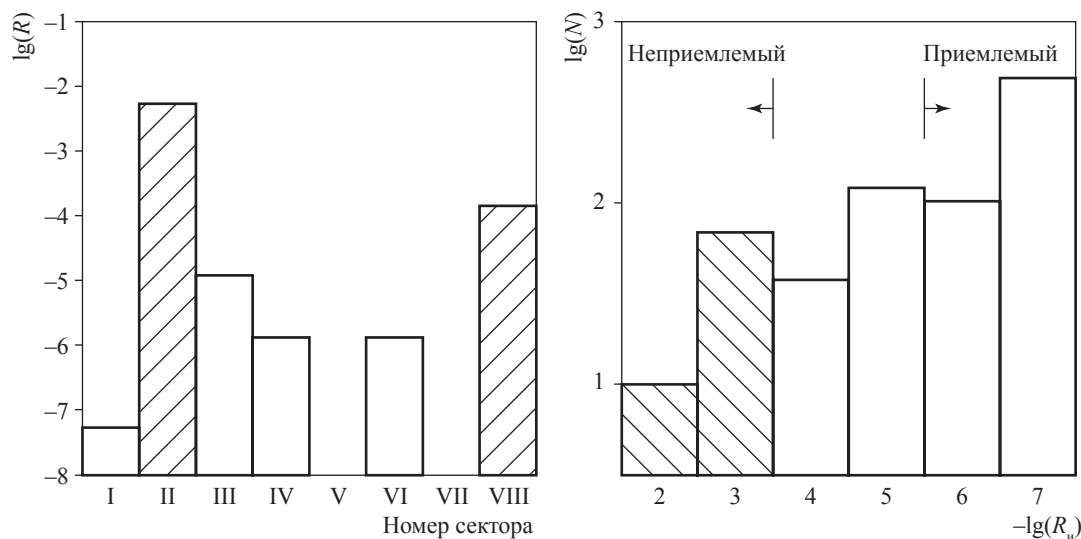 lg(R)
–1
–2
–3
–4
–5
–6
–7
–8
I II III IV V VI VII VIII
Номер сектора
lg(N)
3
2
1
Неприемлемый Приемлемый
2 3 4 5 6 7
–lg(Rи)